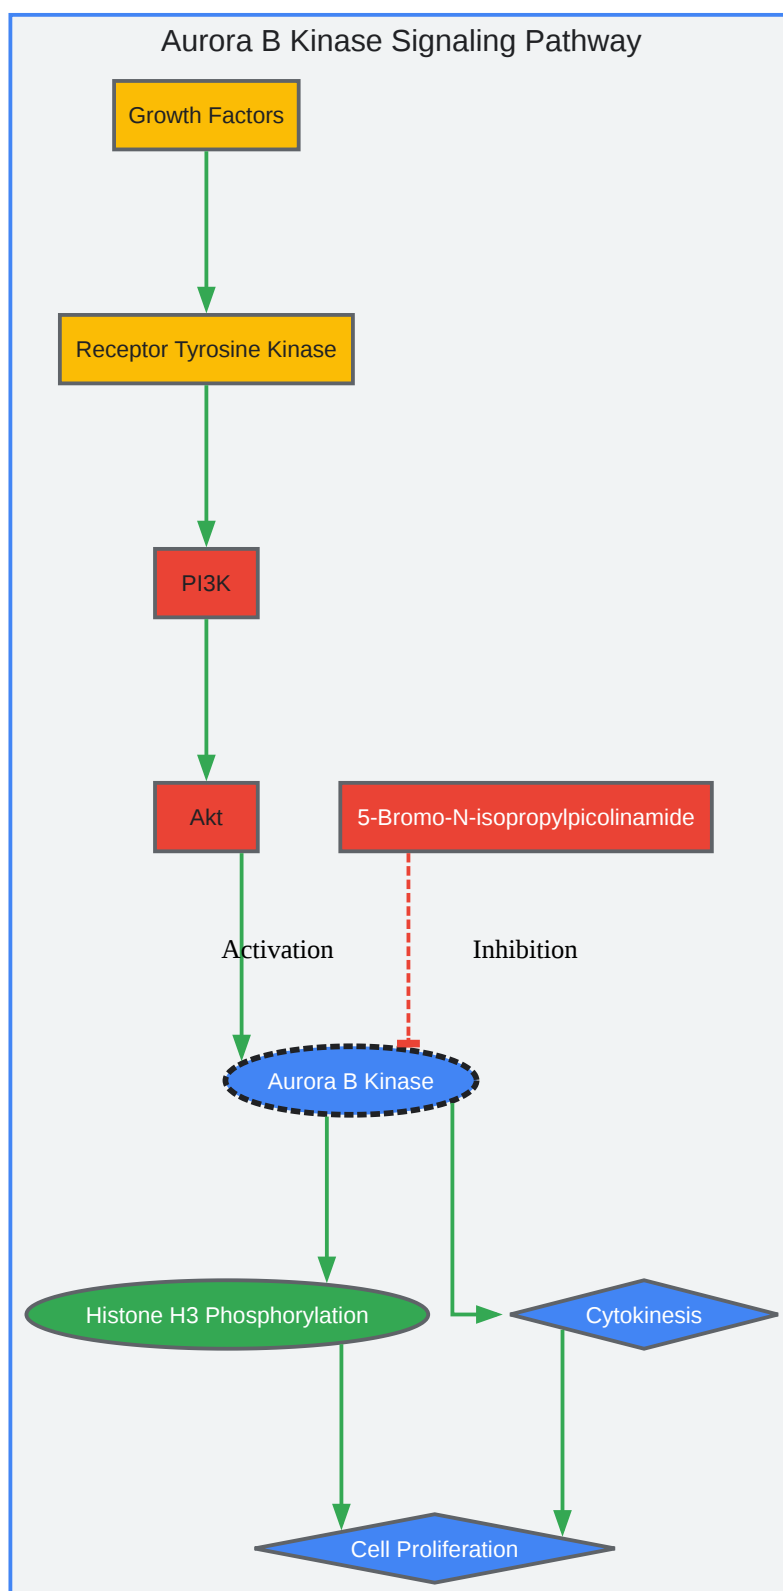 Aurora B Kinase Signaling Pathway
Growth Factors
Receptor Tyrosine Kinase
PI3K
Akt
5-Bromo-N-isopropylpicolinamide
Activation
Inhibition
Aurora B Kinase
Histone H3 Phosphorylation
Cytokinesis
Cell Proliferation